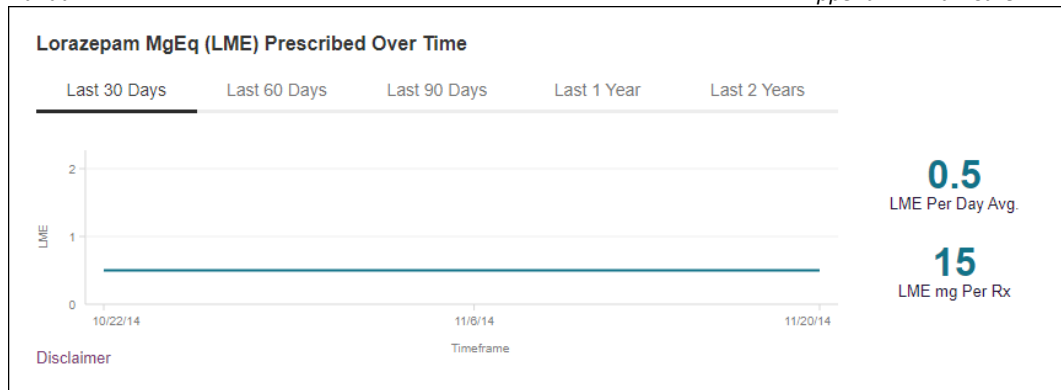 Lorazepam MgEq (LME) Prescribed Over Time
Last 30 Days Last 60 Days Last 90 Days Last 1 Year Last 2 Years
2
1
0
LME
10/22/14 11/6/14 11/20/14
Timeframe
Disclaimer
0.5
LME Per Day Avg.
15
LME mg Per Rx